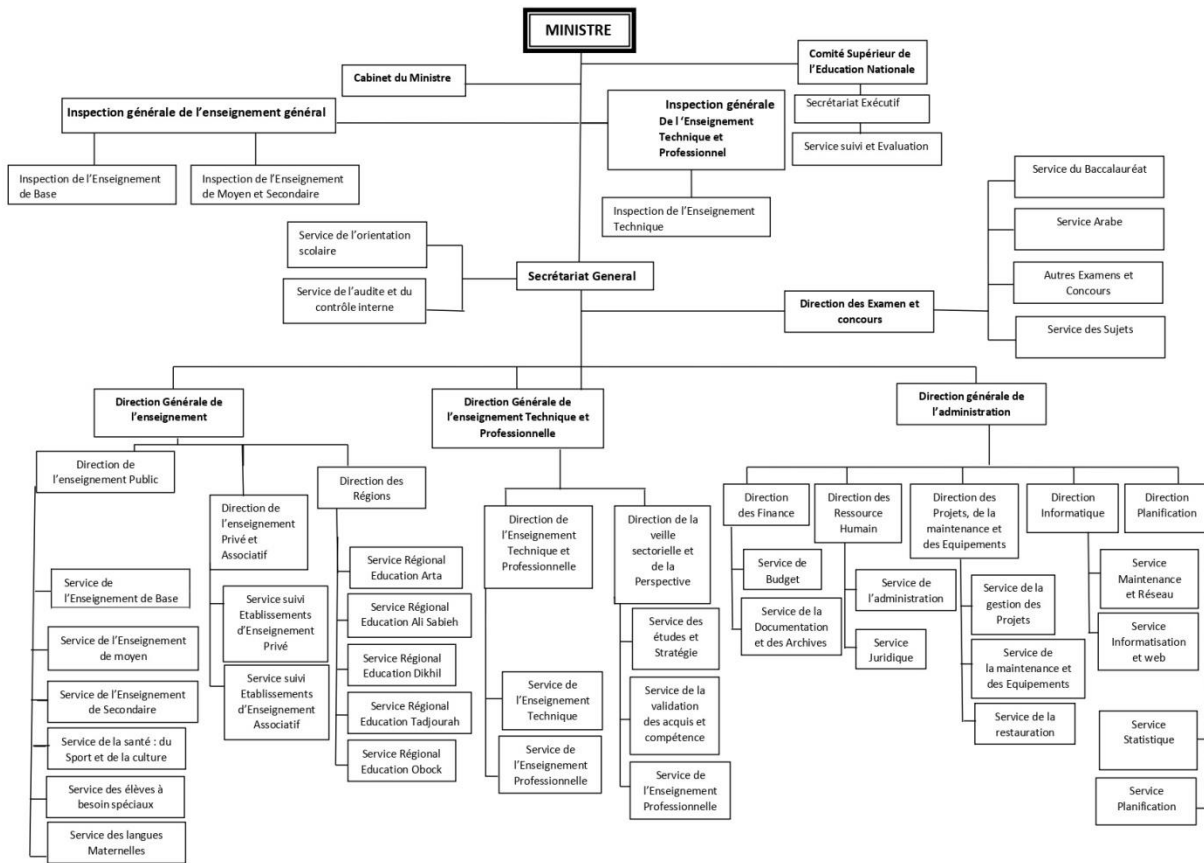 MINISTRE
Comité Supérieur de
l’Education Nationale
Cabinet du Ministre
Secrétariat Exécutif
Service suivi et Evaluation
Inspection générale de l’enseignement général
Inspection générale
De l ‘Enseignement
Technique et
Professionnel
Inspection de l’Enseignement
de Base
Inspection de l’Enseignement
de Moyen et Secondaire
Inspection de l’Enseignement
Technique
Service du Baccalauréat
Service Arabe
Autres Examens et
Concours
Service des Sujets
Service de l’orientation
scolaire
Service de l’audite et du
contrôle interne
Secrétariat General
Direction des Examen et
concours
Direction Générale de
l’enseignement
Direction Générale de
l’enseignement Technique et
Professionnelle
Direction générale de
l’administration
Direction de
l’enseignement Public
Direction de
l’enseignement
Privé et
Associatif
Direction des
Régions
Service de
l’Enseignement de Base
Service de l’Enseignement
de moyen
Service de l’Enseignement
de Secondaire
Service de la santé : du
Sport et de la culture
Service des élèves à
besoin spéciaux
Service des langues
Maternelles
Service suivi
Etablissements
d’Enseignement
Privé
Service suivi
Etablissements
d’Enseignement
Associatif
Service Régional
Education Arta
Service Régional
Education Ali Sabieh
Service Régional
Education Dikhil
Service Régional
Education Tadjourah
Service Régional
Education Obock
Direction de
l’Enseignement
Technique et
Professionnelle
Service de
l’Enseignement
Technique
Service de
l’Enseignement
Professionnelle
Direction de la
veille
sectorielle et
de la
Perspective
Service des
études et
Stratégie
Service de la
validation
des acquis et
compétence
Service de
l’Enseignement
Professionnelle
Direction
des Finance
Service de
Budget
Service de la
Documentation
et des Archives
Direction des
Ressource
Humain
Service de
l’administration
Service
Juridique
Direction des
Projets, de la
maintenance et
des Equipements
Service de la
gestion des
Projets
Service de
la maintenance et
des Equipements
Service de la
restauration
Direction
Informatique
Service
Maintenance
et Réseau
Service
Informatisation
et web
Direction
Planification
Service
Statistique
Service
Planification